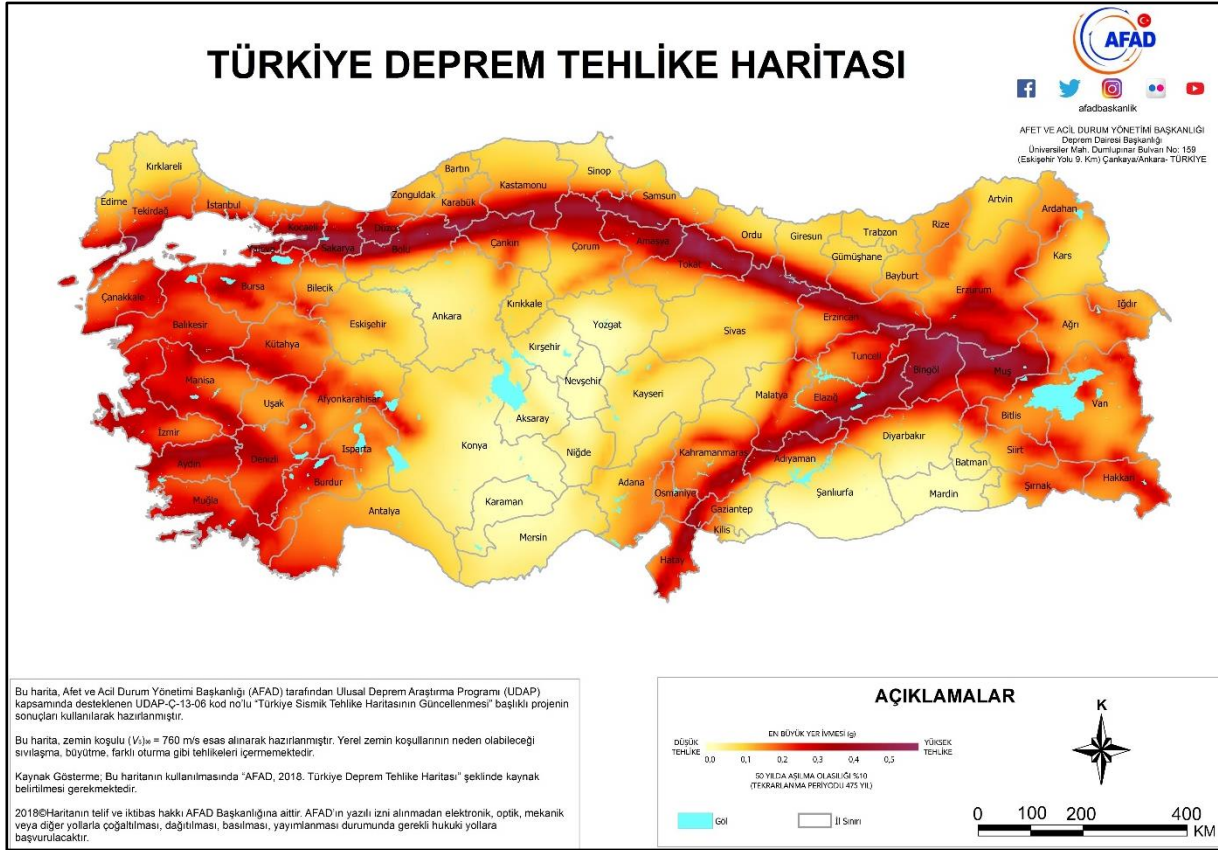 TÜRKİYE DEPREM TEHLİKE HARİTASI
AFAD
afadbaskanlik
AFET VE ACİL DURUM YÖNETİMİ BAŞKANLIĞI
Deprem Dairesi Başkanlığı
Üniversiler Mah. Dumlupınar Bulvarı No: 159
(Eskişehir Yolu 9. Km) Çankaya/Ankara- TÜRKİYE
Kırklareli
Edirne
Tekirdağ
İstanbul
Kocaeli
Yalova
Sakarya
Düzce
Bolu
Zonguldak
Bartın
Karabük
Kastamonu
Sinop
Samsun
Çankırı
Çorum
Amasya
Tokat
Ordu
Giresun
Trabzon
Gümüşhane
Bayburt
Rize
Artvin
Ardahan
Kars
Iğdır
Ağrı
Erzurum
Erzincan
Çanakkale
Bursa
Bilecik
Balıkesir
Kütahya
Eskişehir
Ankara
Kırıkkale
Kırşehir
Yozgat
Sivas
Tunceli
Bingöl
Muş
Van
Bitlis
Manisa
Uşak
Afyonkarahisar
İzmir
Aydın
Denizli
Isparta
Burdur
Muğla
Antalya
Konya
Aksaray
Nevşehir
Niğde
Kayseri
Malatya
Elazığ
Diyarbakır
Batman
Siirt
Şırnak
Hakkari
Mardin
Şanlıurfa
Adıyaman
Kahramanmaraş
Gaziantep
Kilis
Osmaniye
Adana
Hatay
Karaman
Mersin
Bu harita, Afet ve Acil Durum Yönetimi Başkanlığı (AFAD) tarafından Ulusal Deprem Araştırma Programı (UDAP)
kapsamında desteklenen UDAP-Ç-13-06 kod no'lu "Türkiye Sismik Tehlike Haritasının Güncellenmesi" başlıklı projenin
sonuçları kullanılarak hazırlanmıştır.
Bu harita, zemin koşulu (Vₛ)₃₀ = 760 m/s esas alınarak hazırlanmıştır. Yerel zemin koşullarının neden olabileceği
sıvılaşma, büyütme, farklı oturma gibi tehlikeleri içermemektedir.
Kaynak Gösterme; Bu haritanın kullanılmasında "AFAD, 2018. Türkiye Deprem Tehlike Haritası" şeklinde kaynak
belirtilmesi gerekmektedir.
2018©Haritanın telif ve iktibas hakkı AFAD Başkanlığına aittir. AFAD'ın yazılı izni alınmadan elektronik, optik, mekanik
veya diğer yollarla çoğaltılması, dağıtılması, basılması, yayımlanması durumunda gerekli hukuki yollara
başvurulacaktır.
AÇIKLAMALAR
EN BÜYÜK YER İVMESİ (g)
DÜŞÜK TEHLİKE
YÜKSEK TEHLİKE
0,0 0,1 0,2 0,3 0,4 0,5
50 YILDA AŞILMA OLASILIĞI %10
(TEKRARLANMA PERİYODU 475 YIL)
Göl
İl Sınırı
K
0 100 200 400
KM